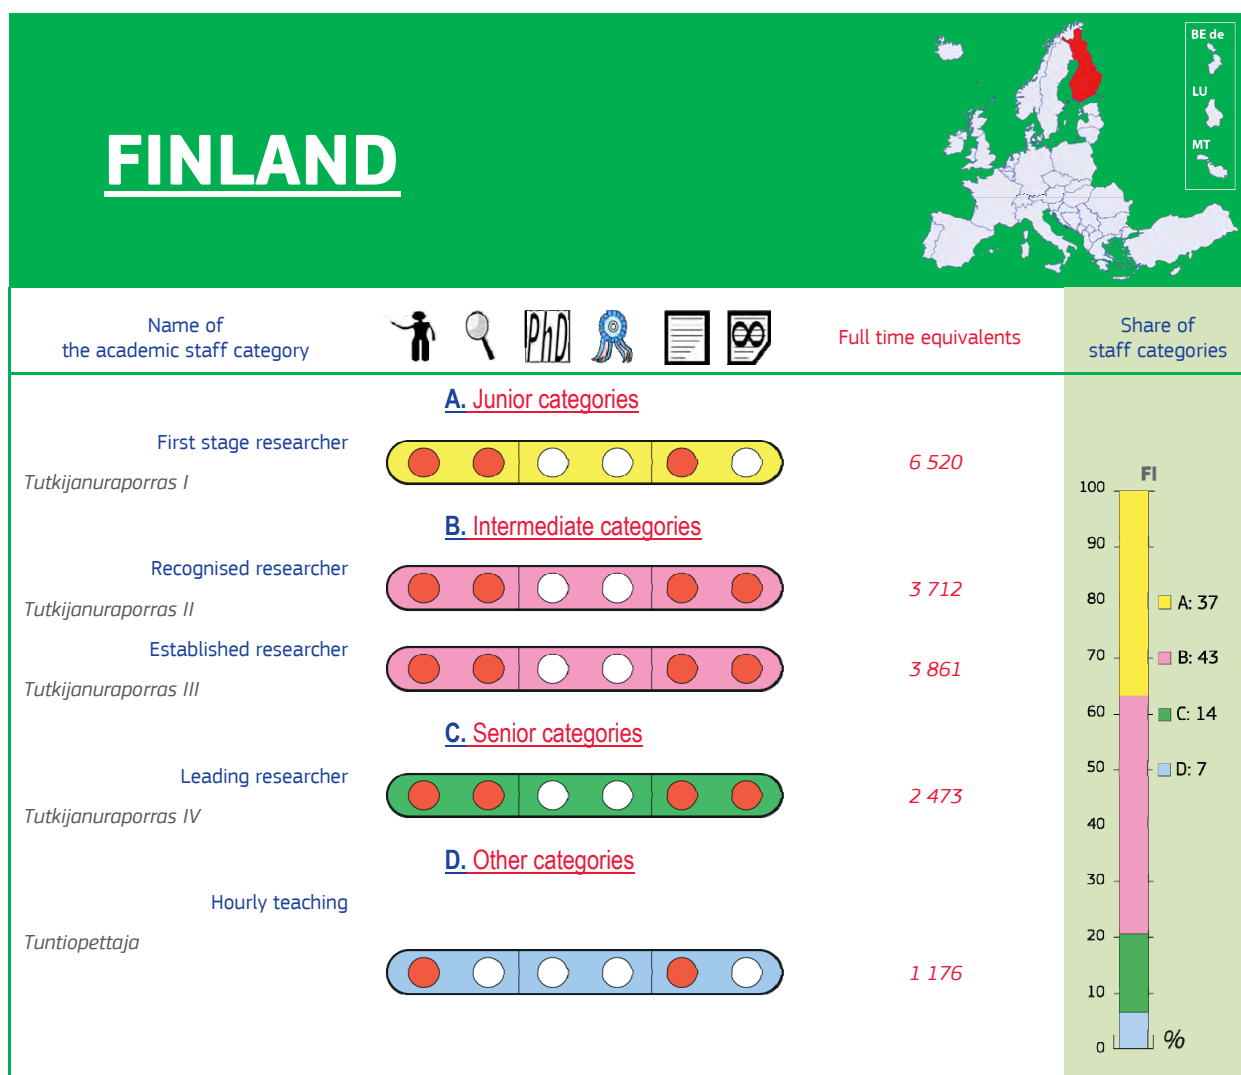 BE de
LU
MT
FINLAND
Name of
the academic staff category
PhD
Full time equivalents
Share of
staff categories
A. Junior categories
First stage researcher
Tutkijanuraporras I
6 520
B. Intermediate categories
Recognised researcher
Tutkijanuraporras II
3 712
Established researcher
Tutkijanuraporras III
3 861
C. Senior categories
Leading researcher
Tutkijanuraporras IV
2 473
D. Other categories
Hourly teaching
Tuntiopettaja
1 176
FI
100
90
80
70
60
50
40
30
20
10
0
%
A: 37
B: 43
C: 14
D: 7